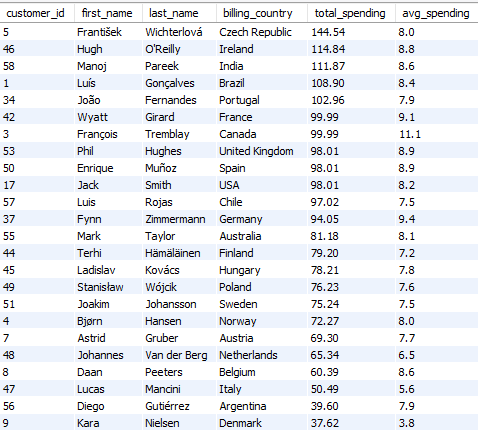 customer_id first_name last_name billing_country total_spending avg_spending
5 František Wichterlová Czech Republic 144.54 8.0
46 Hugh O'Reilly Ireland 114.84 8.8
58 Manoj Pareek India 111.87 8.6
1 Luís Gonçalves Brazil 108.90 8.4
34 João Fernandes Portugal 102.96 7.9
42 Wyatt Girard France 99.99 9.1
3 François Tremblay Canada 99.99 11.1
53 Phil Hughes United Kingdom 98.01 8.9
50 Enrique Muñoz Spain 98.01 8.9
17 Jack Smith USA 98.01 8.2
57 Luis Rojas Chile 97.02 7.5
37 Fynn Zimmermann Germany 94.05 9.4
55 Mark Taylor Australia 81.18 8.1
44 Terhi Hämäläinen Finland 79.20 7.2
45 Ladislav Kovács Hungary 78.21 7.8
49 Stanisław Wójcik Poland 76.23 7.6
51 Joakim Johansson Sweden 75.24 7.5
4 Bjørn Hansen Norway 72.27 8.0
7 Astrid Gruber Austria 69.30 7.7
48 Johannes Van der Berg Netherlands 65.34 6.5
8 Daan Peeters Belgium 60.39 8.6
47 Lucas Mancini Italy 50.49 5.6
56 Diego Gutiérrez Argentina 39.60 7.9
9 Kara Nielsen Denmark 37.62 3.8